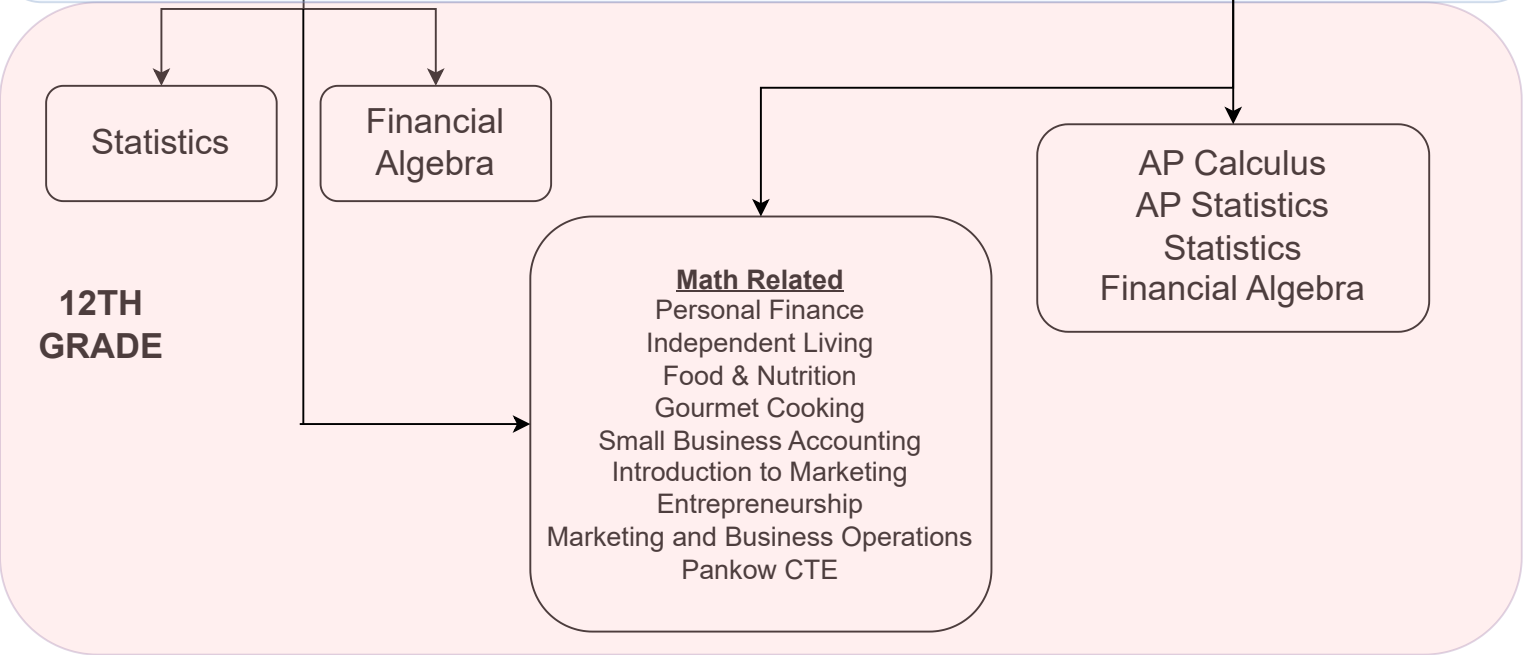 Statistics
Financial
Algebra
AP Calculus
AP Statistics
Statistics
Financial Algebra
12TH
GRADE
Math Related
Personal Finance
Independent Living
Food & Nutrition
Gourmet Cooking
Small Business Accounting
Introduction to Marketing
Entrepreneurship
Marketing and Business Operations
Pankow CTE